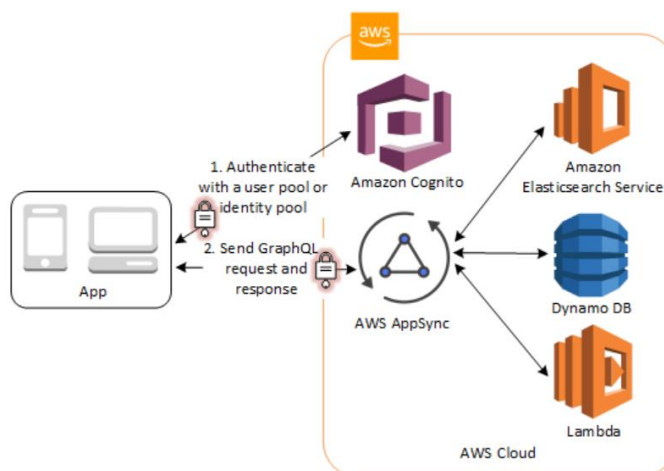 aws
1. Authenticate
with a user pool or
identity pool
Amazon Cognito
Amazon
Elasticsearch Service
2. Send GraphQL
request and
response
App
AWS AppSync
Dynamo DB
Lambda
AWS Cloud